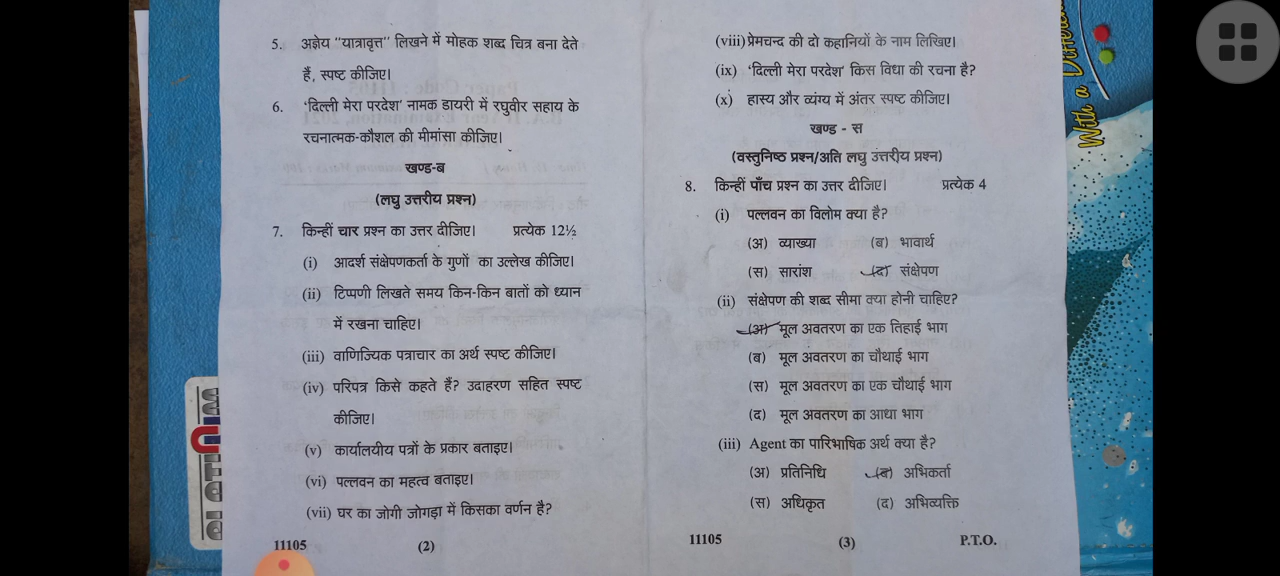 5. अज्ञेय "यात्रावृत्त" लिखने में मोहक शब्द चित्र बना देते
हैं, स्पष्ट कीजिए।
6. 'दिल्ली मेरा परदेश' नामक डायरी में रघुवीर सहाय के
रचनात्मक-कौशल की मीमांसा कीजिए।
खण्ड-ब
(लघु उत्तरीय प्रश्न)
7. किन्हीं चार प्रश्न का उत्तर दीजिए। प्रत्येक 12½
(i) आदर्श संक्षेपणकर्ता के गुणों का उल्लेख कीजिए।
(ii) टिप्पणी लिखते समय किन-किन बातों को ध्यान
में रखना चाहिए।
(iii) वाणिज्यिक पत्राचार का अर्थ स्पष्ट कीजिए।
(iv) परिपत्र किसे कहते हैं? उदाहरण सहित स्पष्ट
कीजिए।
(v) कार्यालयीय पत्रों के प्रकार बताइए।
(vi) पल्लवन का महत्व बताइए।
(vii) घर का जोगी जोगड़ा में किसका वर्णन है?
11105 (2)
(viii) प्रेमचन्द की दो कहानियों के नाम लिखिए।
(ix) 'दिल्ली मेरा परदेश' किस विधा की रचना है?
(x) हास्य और व्यंग्य में अंतर स्पष्ट कीजिए।
खण्ड - स
(वस्तुनिष्ठ प्रश्न/अति लघु उत्तरीय प्रश्न)
8. किन्हीं पाँच प्रश्न का उत्तर दीजिए। प्रत्येक 4
(i) पल्लवन का विलोम क्या है?
(अ) व्याख्या (ब) भावार्थ
(स) सारांश (द) संक्षेपण
(ii) संक्षेपण की शब्द सीमा क्या होनी चाहिए?
(अ) मूल अवतरण का एक तिहाई भाग
(ब) मूल अवतरण का चौथाई भाग
(स) मूल अवतरण का एक चौथाई भाग
(द) मूल अवतरण का आधा भाग
(iii) Agent का पारिभाषिक अर्थ क्या है?
(अ) प्रतिनिधि (ब) अभिकर्ता
(स) अधिकृत (द) अभिव्यक्ति
11105 (3) P.T.O.
With a
PLATINUM